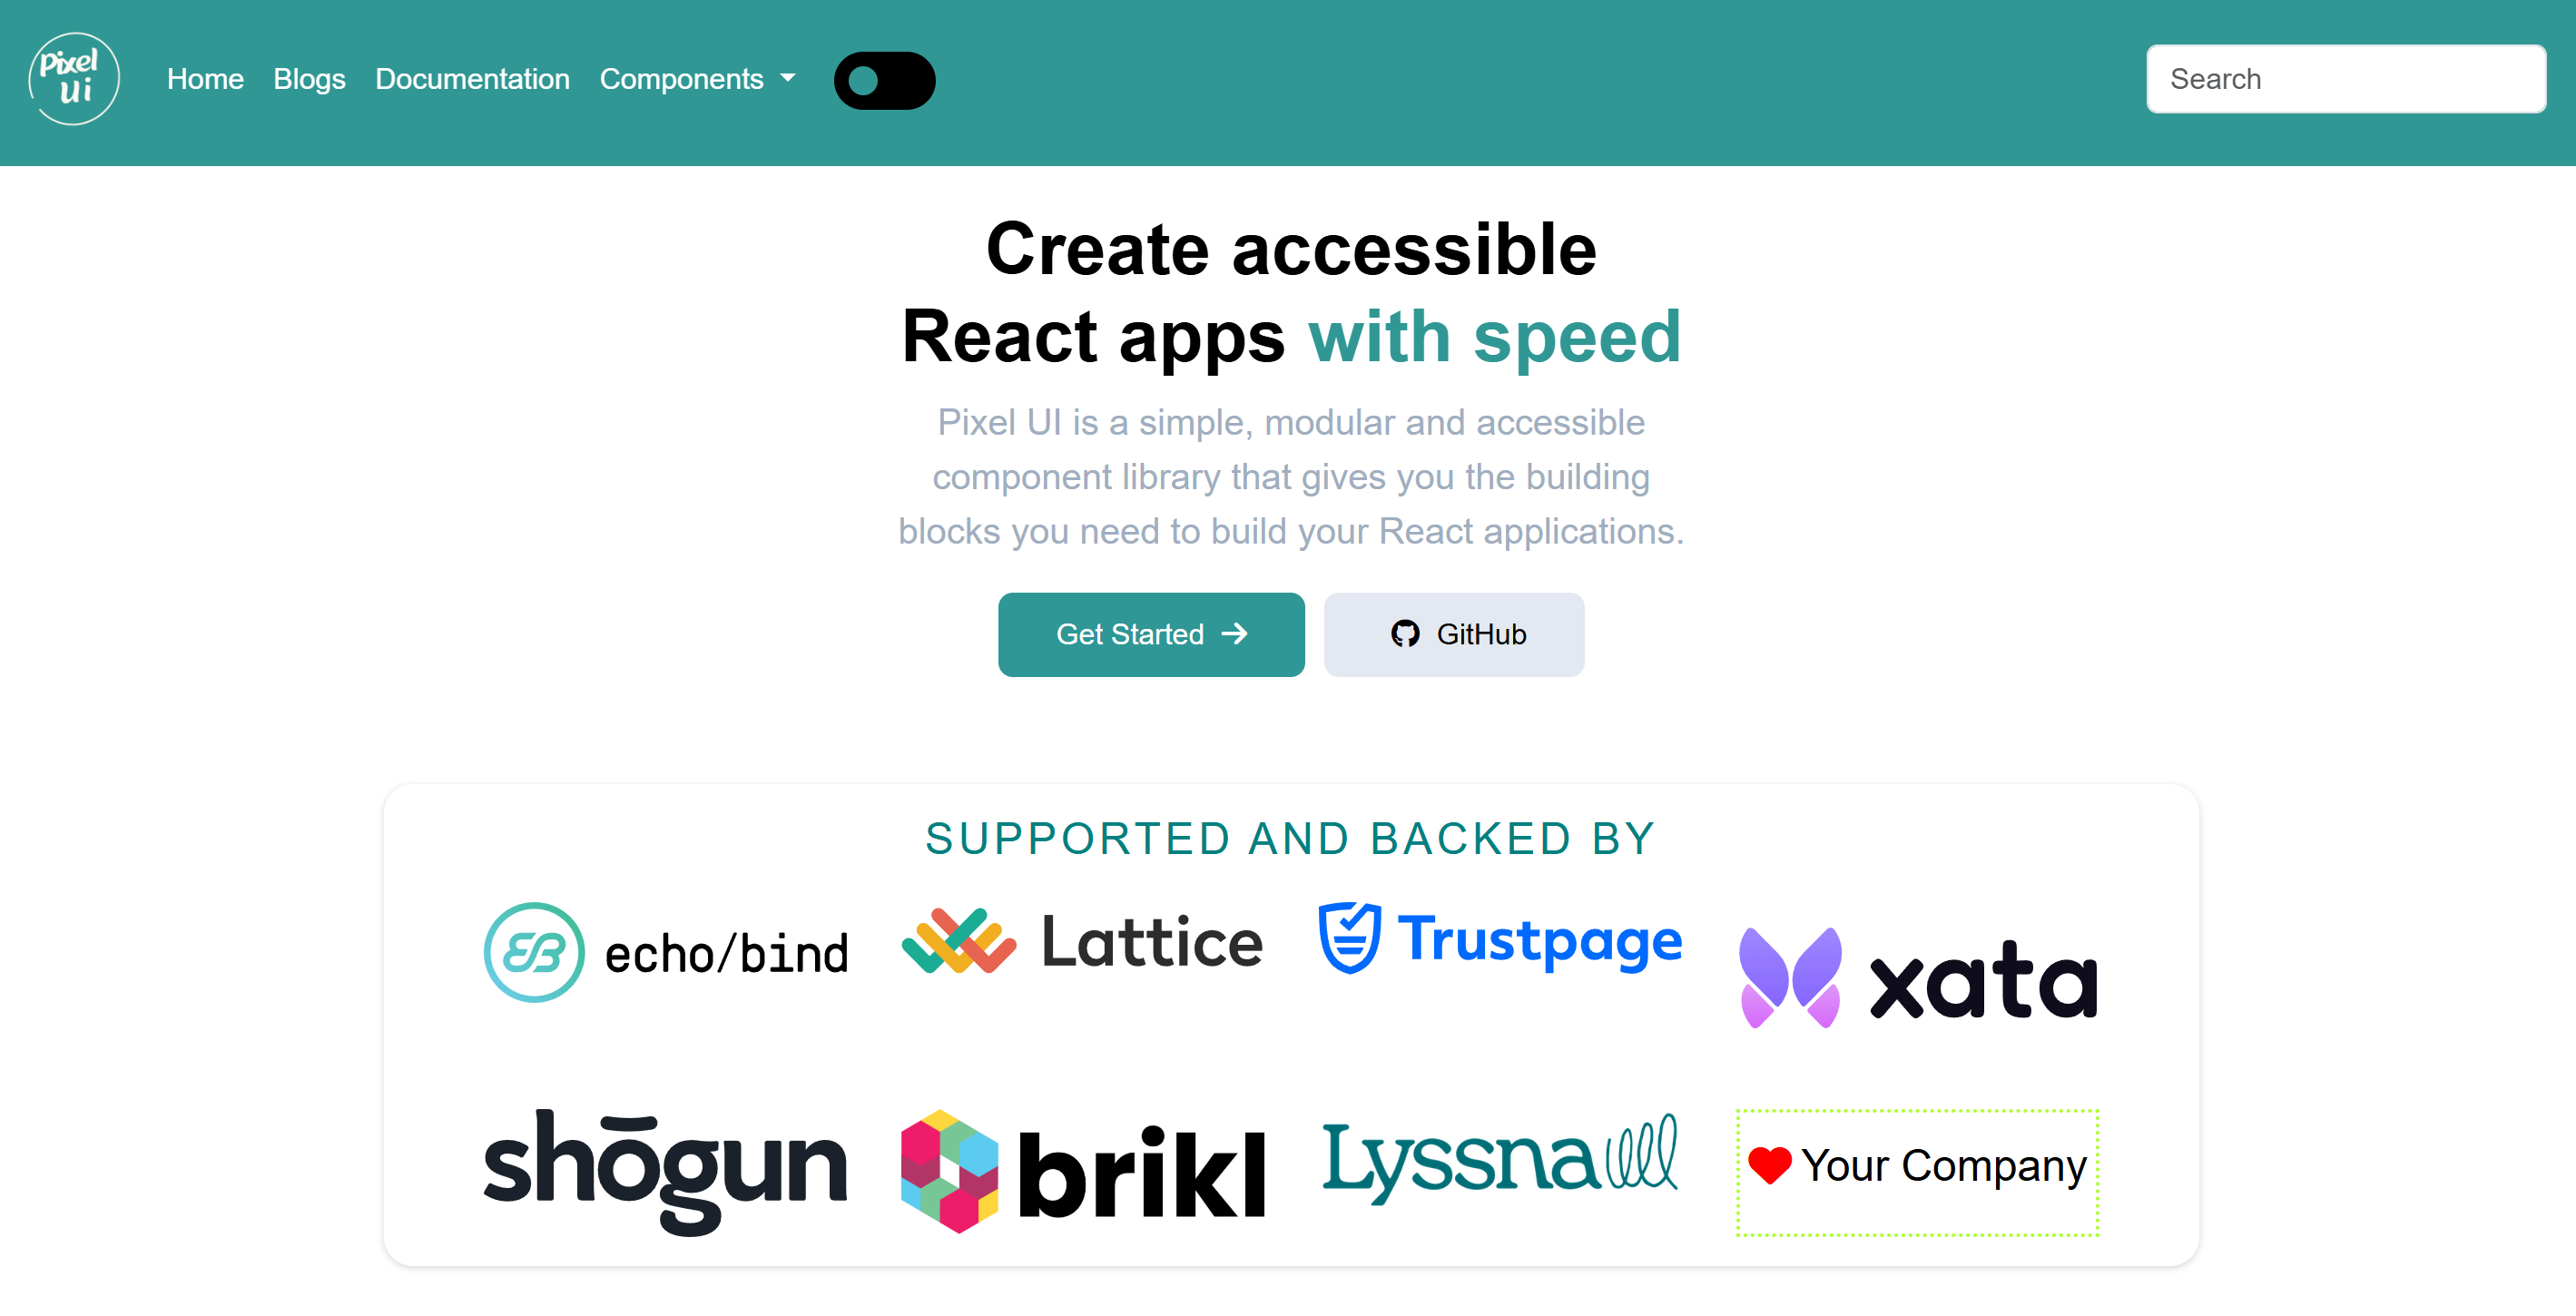 Pixel
Ui
Home Blogs Documentation Components
Search
Create accessible
React apps with speed
Pixel UI is a simple, modular and accessible
component library that gives you the building
blocks you need to build your React applications.
Get Started
GitHub
SUPPORTED AND BACKED BY
EB echo/bind
Lattice
Trustpage
xata
shōgun
brikl
Lyssna
Your Company